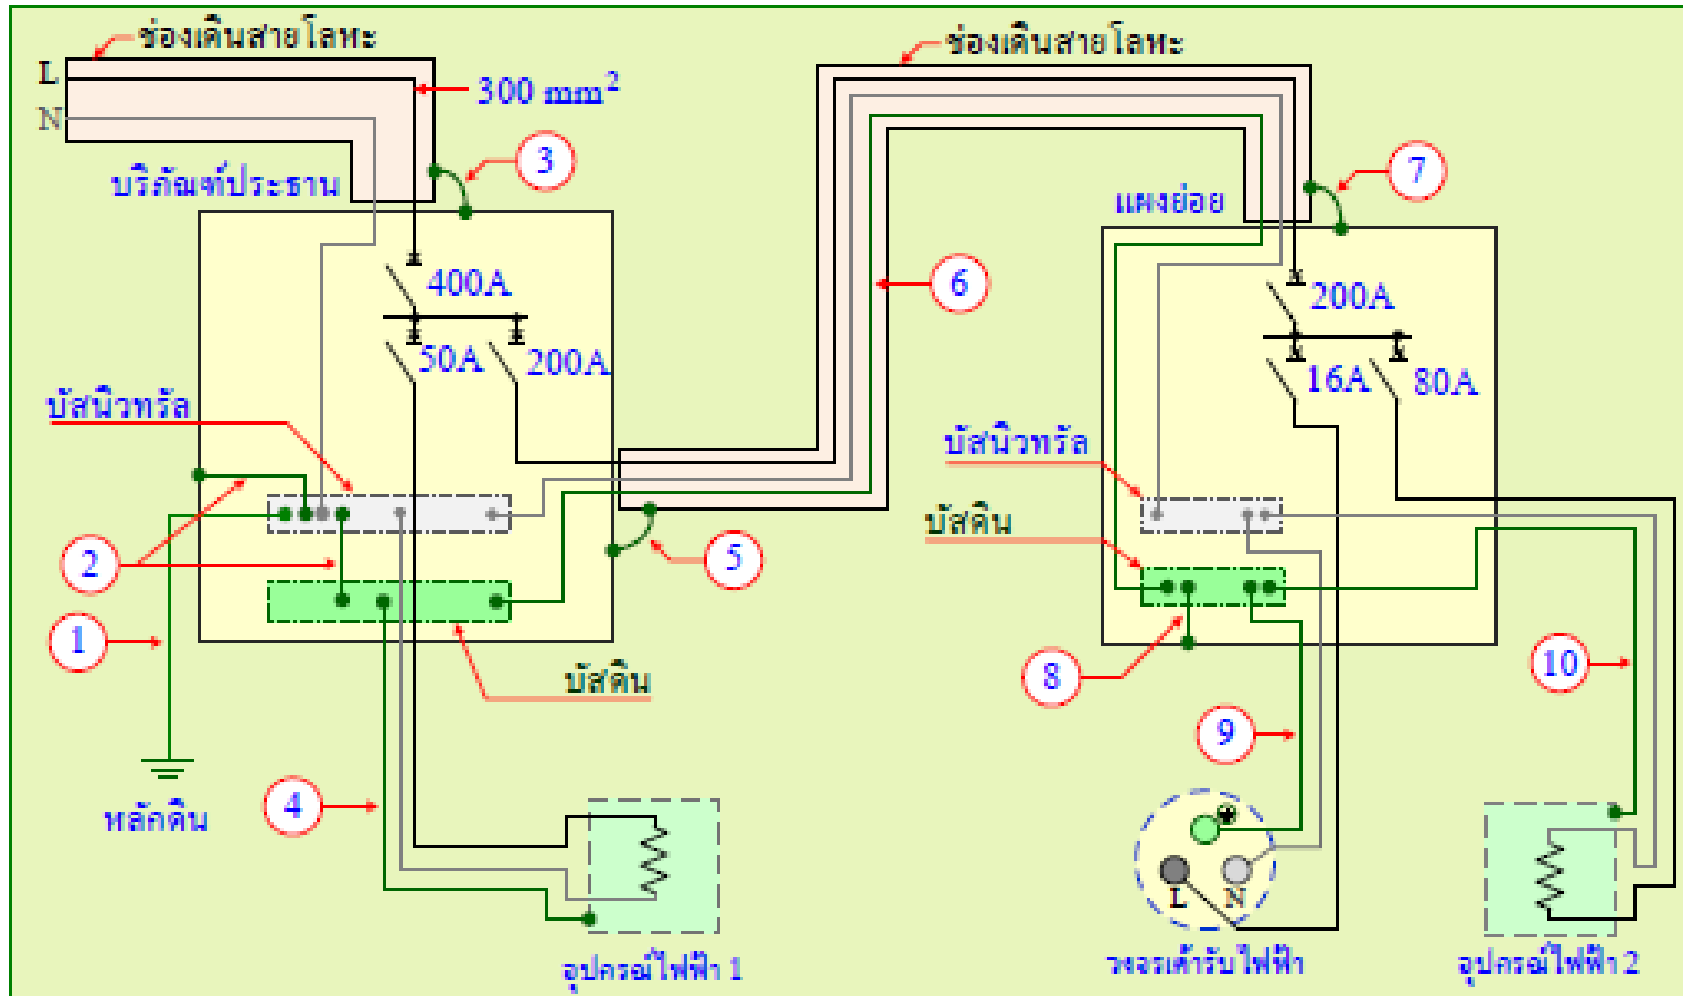 ช่องเดินสายโลหะ
L
300 mm²
N
3
บริภัณฑ์ประธาน
400A
50A
200A
บัสนิวทรัล
2
5
1
บัสดิน
4
หลักดิน
อุปกรณ์ไฟฟ้า 1
ช่องเดินสายโลหะ
7
แผงย่อย
6
200A
16A
80A
บัสนิวทรัล
บัสดิน
8
10
9
L
N
วงจรเต้ารับไฟฟ้า
อุปกรณ์ไฟฟ้า 2